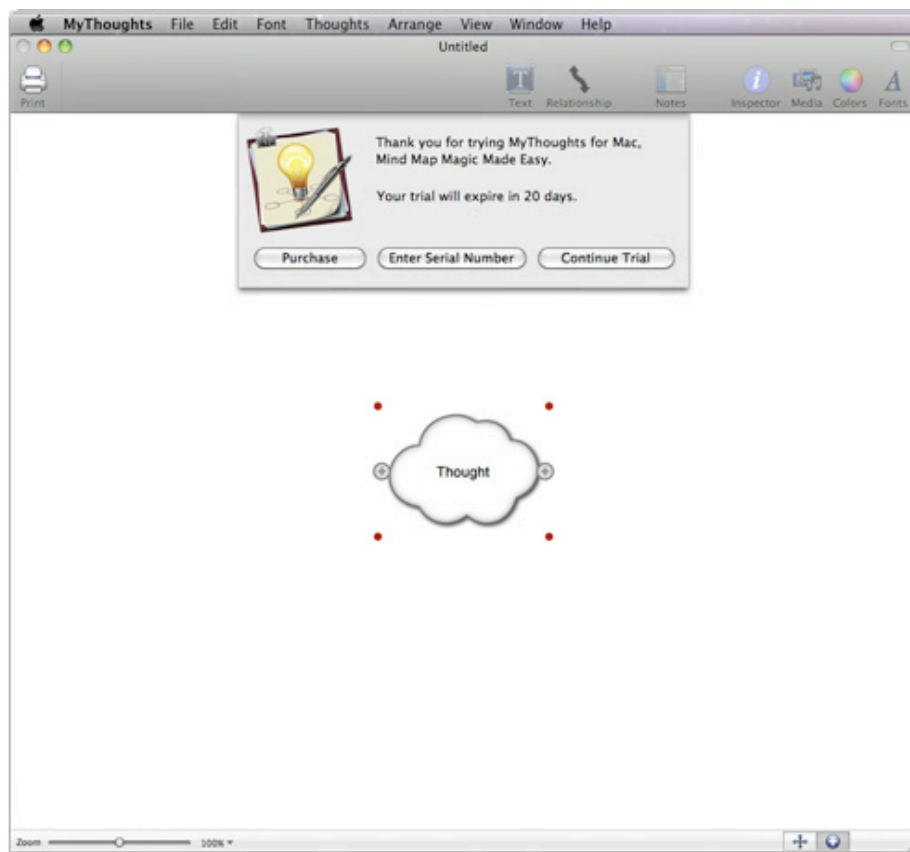 MyThoughts File Edit Font Thoughts Arrange View Window Help
Untitled
Print Text Relationship Notes Inspector Media Colors Fonts
Thank you for trying MyThoughts for Mac,
Mind Map Magic Made Easy.
Your trial will expire in 20 days.
Purchase Enter Serial Number Continue Trial
Thought
Zoom 100%